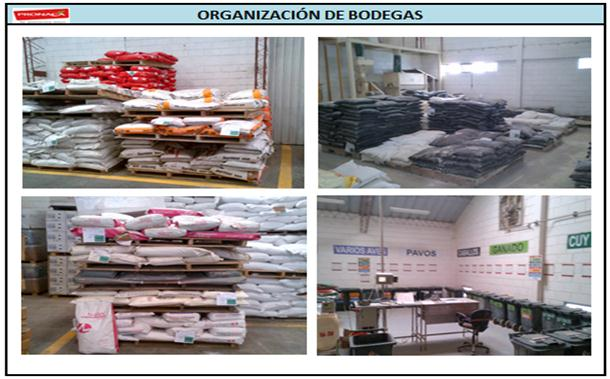 PRONACA
ORGANIZACIÓN DE BODEGAS
VARIOS AVES
PAVOS
GANADO
CUY